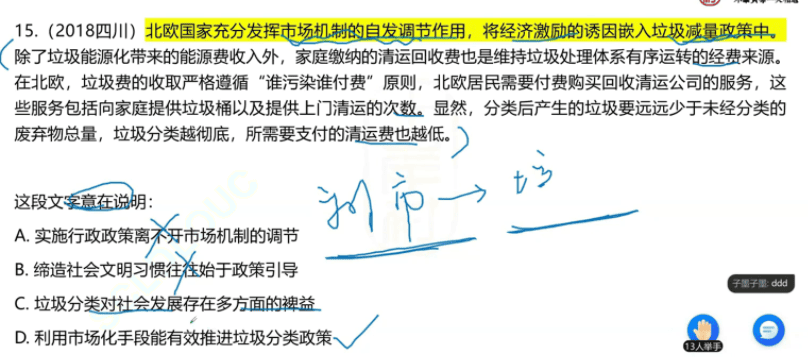 15.（2018四川）北欧国家充分发挥市场机制的自发调节作用，将经济激励的诱因嵌入垃圾减量政策中。
除了垃圾能源化带来的能源费收入外，家庭缴纳的清运回收费也是维持垃圾处理体系有序运转的经费来源。
在北欧，垃圾费的收取严格遵循“谁污染谁付费”原则，北欧居民需要付费购买回收清运公司的服务，这
些服务包括向家庭提供垃圾桶以及提供上门清运的次数。显然，分类后产生的垃圾要远远少于未经分类的
废弃物总量，垃圾分类越彻底，所需要支付的清运费也越低。
这段文字意在说明：
A. 实施行政政策离不开市场机制的调节
B. 缔造社会文明习惯往往始于政策引导
C. 垃圾分类对社会发展存在多方面的裨益
D. 利用市场化手段能有效推进垃圾分类政策
子墨子墨: ddd
13人举手